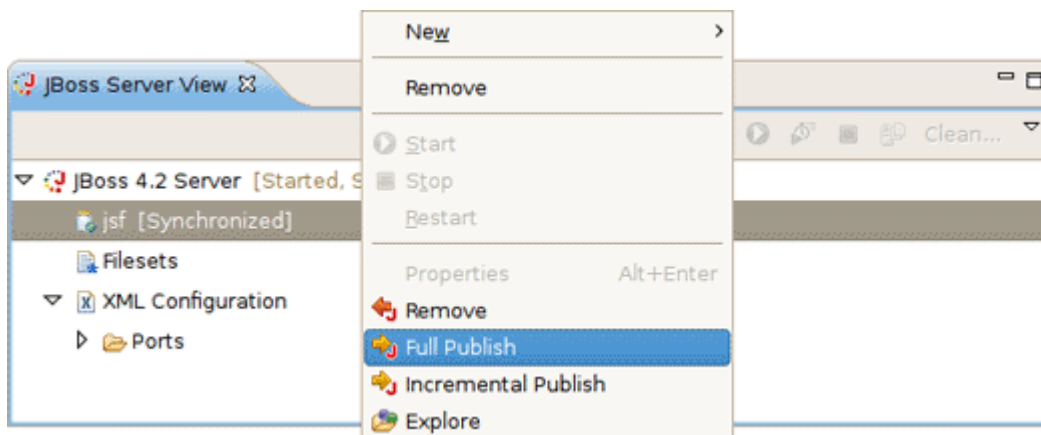 New
JBoss Server View
Remove
Start
Clean...
JBoss 4.2 Server [Started, S
Stop
jsf [Synchronized]
Restart
Filesets
Properties Alt+Enter
XML Configuration
Remove
Ports
Full Publish
Incremental Publish
Explore